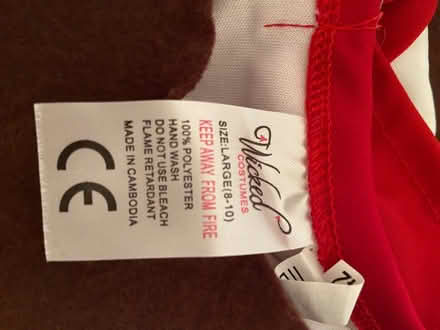 Wicked
COSTUMES
SIZE:LARGE(8-10)
KEEP AWAY FROM FIRE
100% POLYESTER
HAND WASH
DO NOT USE BLEACH
FLAME RETARDANT
MADE IN CAMBODIA
CE